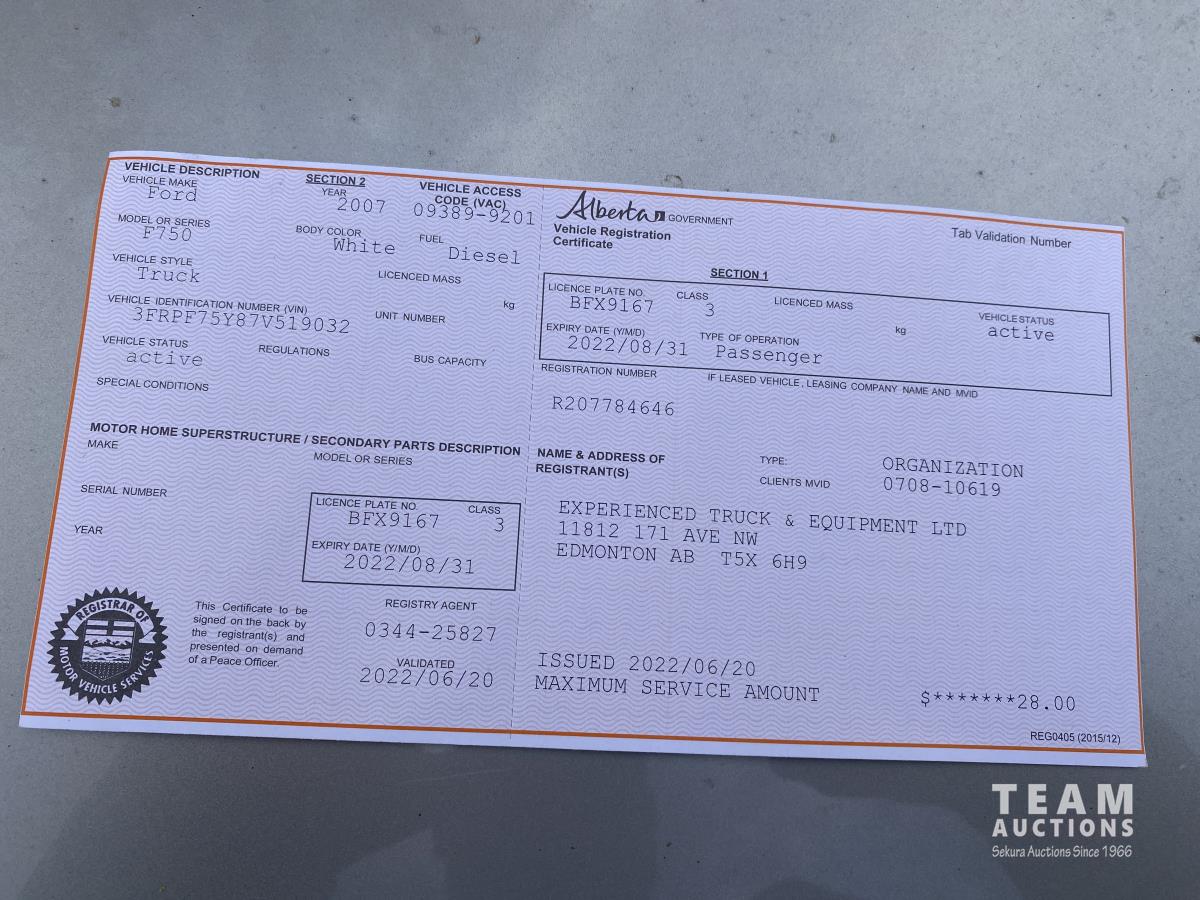 VEHICLE DESCRIPTION
SECTION 2
VEHICLE ACCESS
CODE (VAC)
VEHICLE MAKE
Ford
YEAR
2007
09389-9201
MODEL OR SERIES
F750
BODY COLOR
White
FUEL
Diesel
VEHICLE STYLE
Truck
LICENCED MASS
kg
VEHICLE IDENTIFICATION NUMBER (VIN)
3FRPF75Y87V519032
UNIT NUMBER
VEHICLE STATUS
active
REGULATIONS
BUS CAPACITY
SPECIAL CONDITIONS
MOTOR HOME SUPERSTRUCTURE / SECONDARY PARTS DESCRIPTION
MAKE
MODEL OR SERIES
SERIAL NUMBER
YEAR
LICENCE PLATE NO.
CLASS
BFX9167
3
EXPIRY DATE (Y/M/D)
2022/08/31
REGISTRAR OF
MOTOR VEHICLE SERVICES
This Certificate to be
signed on the back by
the registrant(s) and
presented on demand
of a Peace Officer.
REGISTRY AGENT
0344-25827
VALIDATED
2022/06/20
Alberta GOVERNMENT
Vehicle Registration
Certificate
Tab Validation Number
SECTION 1
LICENCE PLATE NO.
CLASS
LICENCED MASS
VEHICLE STATUS
BFX9167
3
kg
active
EXPIRY DATE (Y/M/D)
TYPE OF OPERATION
2022/08/31
Passenger
REGISTRATION NUMBER
IF LEASED VEHICLE, LEASING COMPANY NAME AND MVID
R207784646
NAME & ADDRESS OF
REGISTRANT(S)
TYPE:
ORGANIZATION
CLIENTS MVID
0708-10619
EXPERIENCED TRUCK & EQUIPMENT LTD
11812 171 AVE NW
EDMONTON AB T5X 6H9
ISSUED 2022/06/20
MAXIMUM SERVICE AMOUNT
$*******28.00
REG0405 (2015/12)
TEAM
AUCTIONS
Sekura Auctions Since 1966